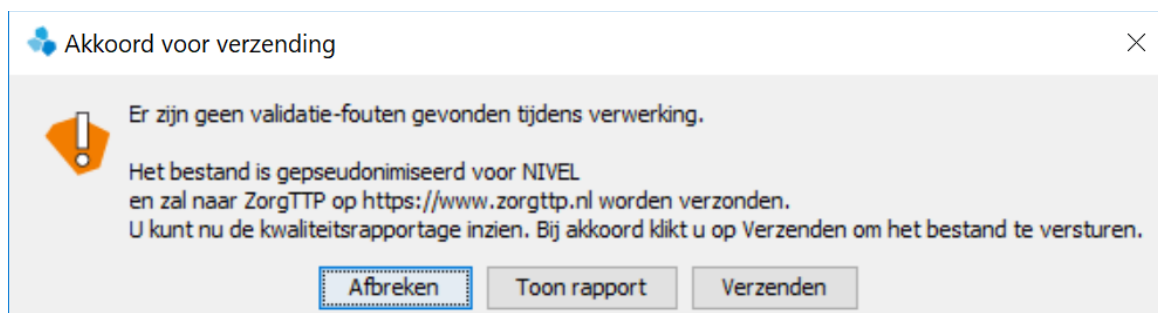 Akkoord voor verzending
Er zijn geen validatie-fouten gevonden tijdens verwerking.
Het bestand is gepseudonimiseerd voor NIVEL
en zal naar ZorgTTP op https://www.zorgttp.nl worden verzonden.
U kunt nu de kwaliteitsrapportage inzien. Bij akkoord klikt u op Verzenden om het bestand te versturen.
Afbreken Toon rapport Verzenden